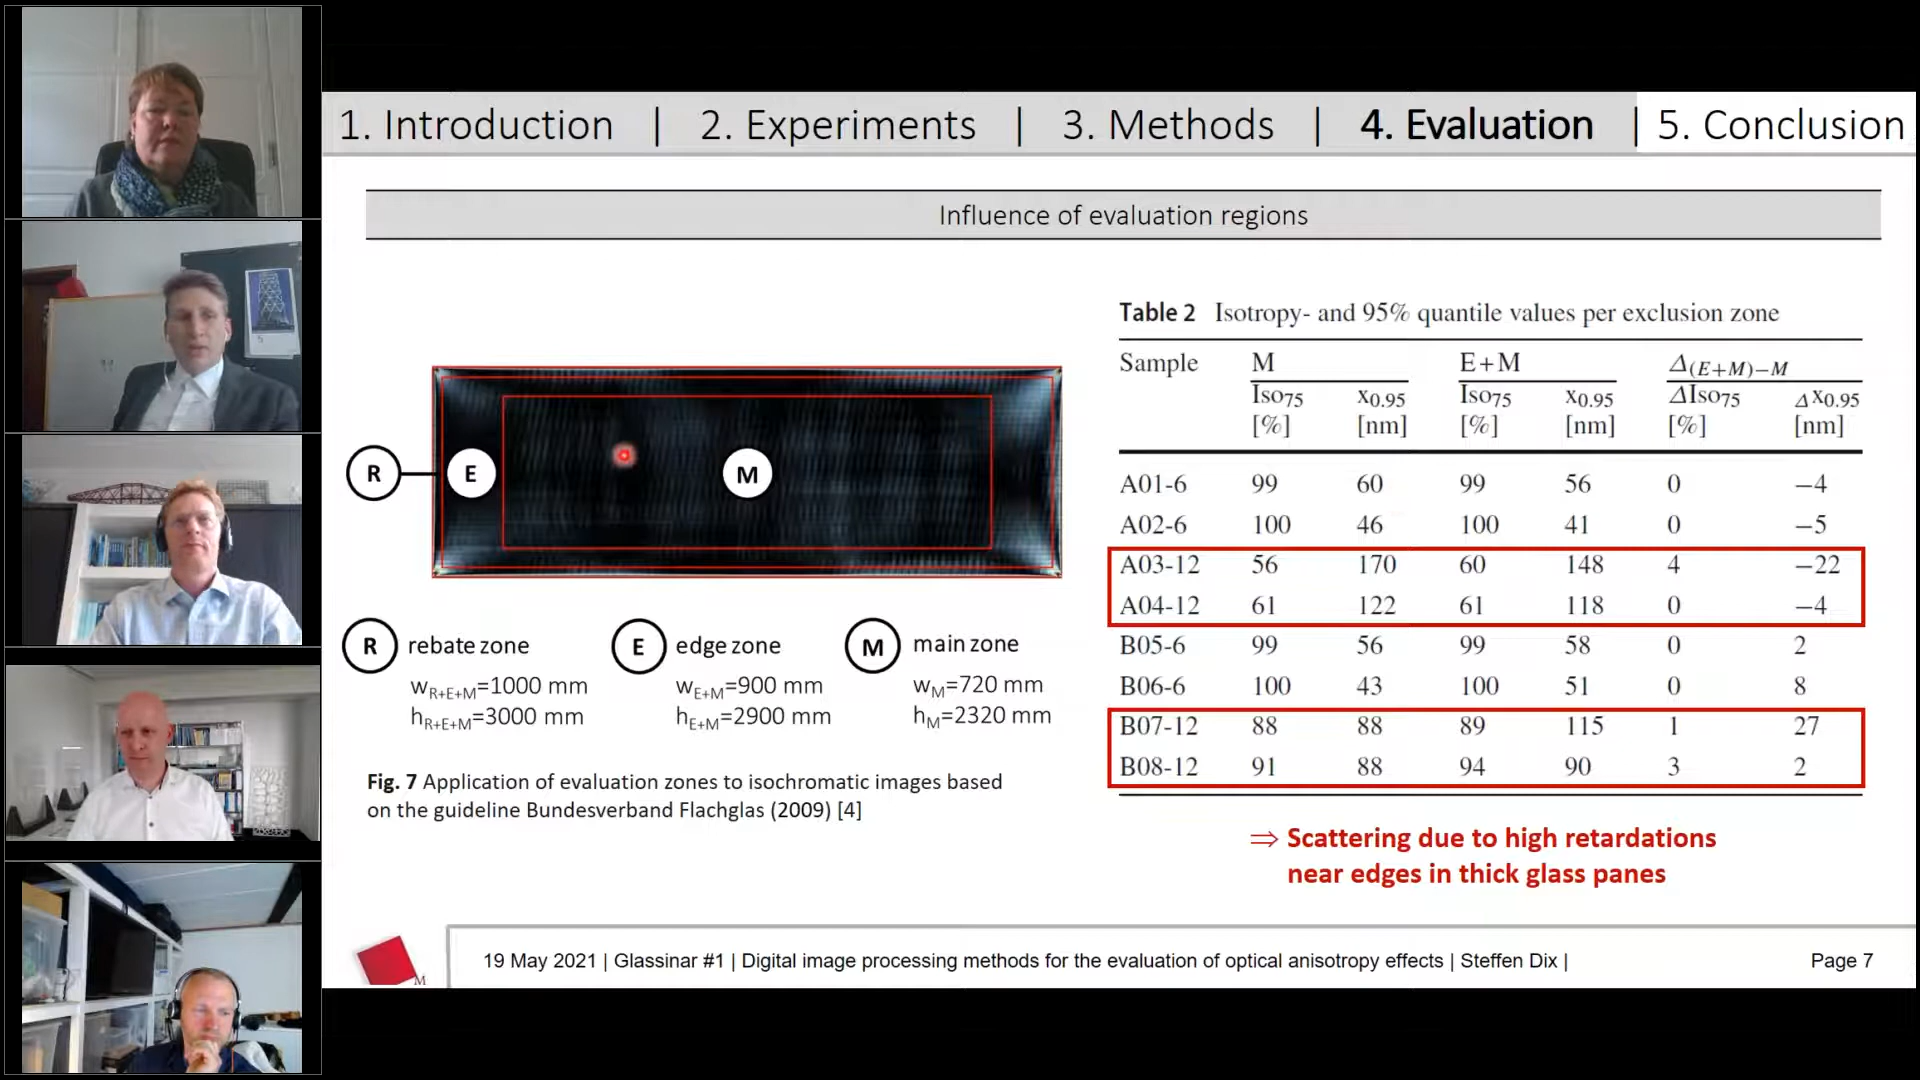 1. Introduction | 2. Experiments | 3. Methods | 4. Evaluation | 5. Conclusion
Influence of evaluation regions
R
E
M
R rebate zone
wR+E+M=1000 mm
hR+E+M=3000 mm
E edge zone
wE+M=900 mm
hE+M=2900 mm
M main zone
wM=720 mm
hM=2320 mm
Fig. 7 Application of evaluation zones to isochromatic images based
on the guideline Bundesverband Flachglas (2009) [4]
Table 2 Isotropy- and 95% quantile values per exclusion zone
Sample M E+M Δ(E+M)−M
Iso75 x0.95 Iso75 x0.95 ΔIso75 Δx0.95
[%] [nm] [%] [nm] [%] [nm]
A01-6 99 60 99 56 0 −4
A02-6 100 46 100 41 0 −5
A03-12 56 170 60 148 4 −22
A04-12 61 122 61 118 0 −4
B05-6 99 56 99 58 0 2
B06-6 100 43 100 51 0 8
B07-12 88 88 89 115 1 27
B08-12 91 88 94 90 3 2
⇒ Scattering due to high retardations
near edges in thick glass panes
M
19 May 2021 | Glassinar #1 | Digital image processing methods for the evaluation of optical anisotropy effects | Steffen Dix |
Page 7